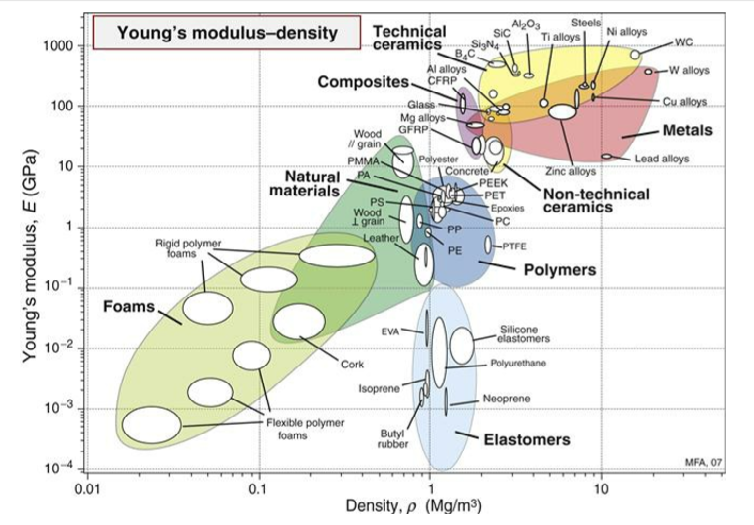 Young's modulus–density
Technical
ceramics
Composites
Al₂O₃
SiC
Si₃N₄
B₄C
Al alloys
CFRP
Glass
Mg alloys
GFRP
Ti alloys
Steels
Ni alloys
WC
W alloys
Cu alloys
Metals
Lead alloys
Zinc alloys
Non-technical
ceramics
Concrete
Wood
// grain
PMMA
Polyester
PA
Natural
materials
PS
Wood
⊥ grain
Leather
PEEK
PET
Epoxies
PC
PP
PE
PTFE
Polymers
Rigid polymer
foams
Foams
Cork
Flexible polymer
foams
EVA
Silicone
elastomers
Polyurethane
Isoprene
Neoprene
Butyl
rubber
Elastomers
MFA, 07
Young's modulus, E (GPa)
1000
100
10
1
10⁻¹
10⁻²
10⁻³
10⁻⁴
0.01
0.1
1
10
Density, ρ (Mg/m³)